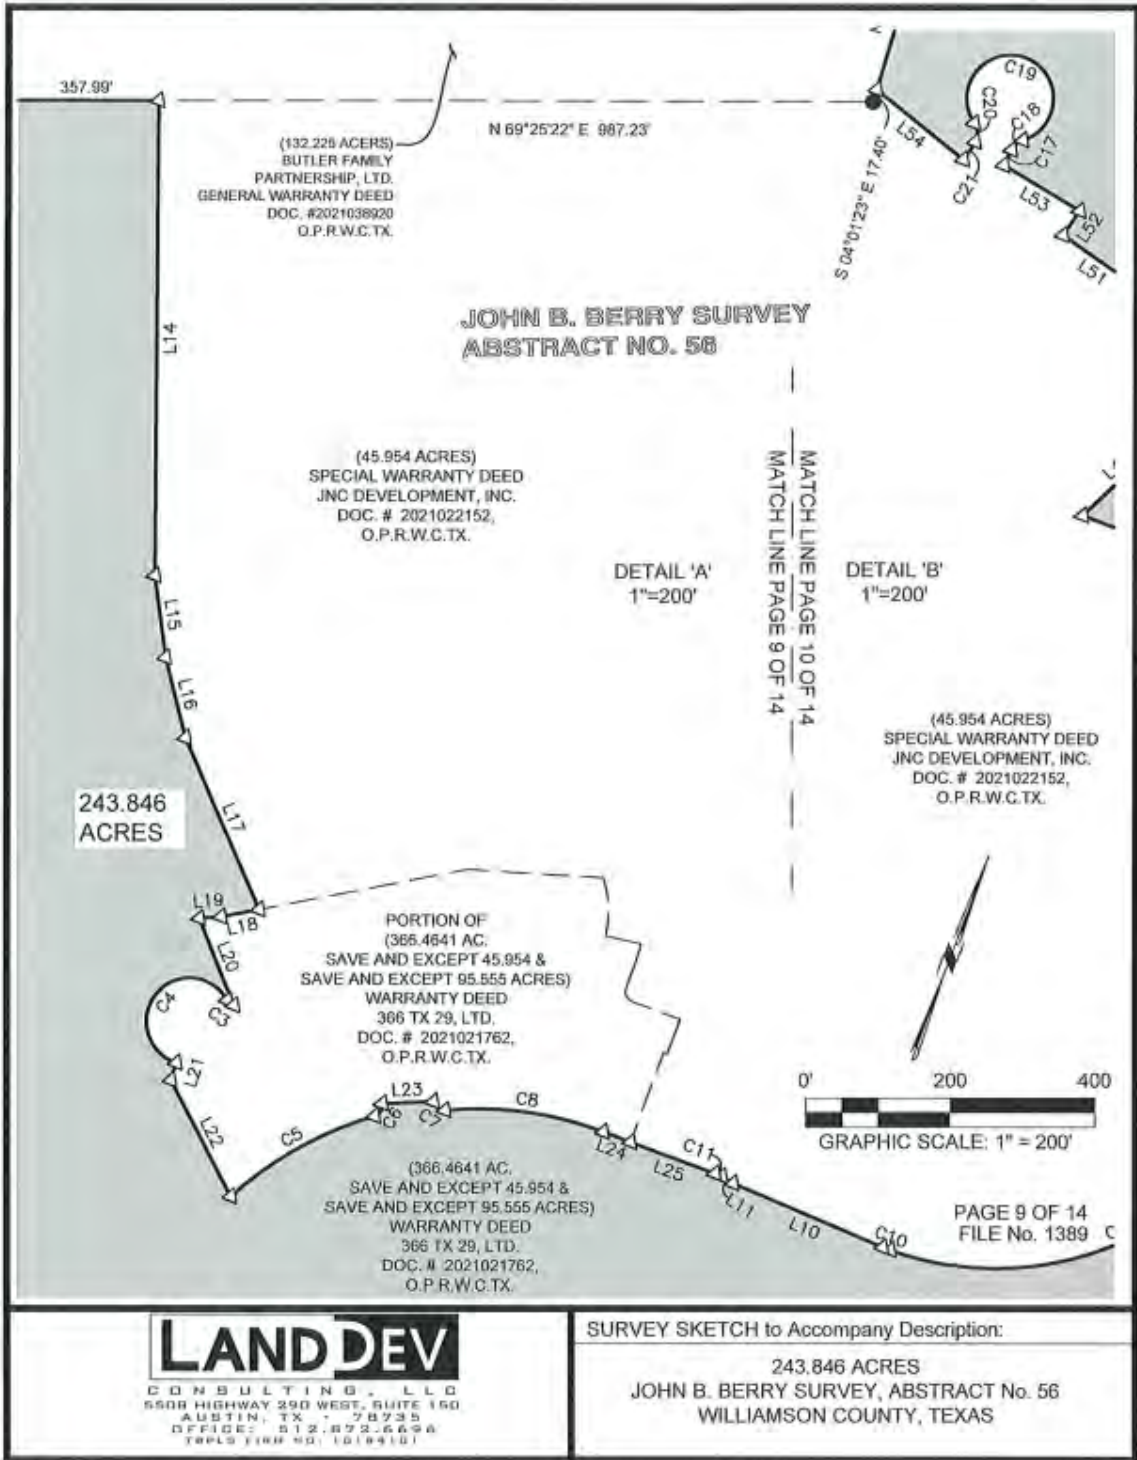 357.99'
N 69°25'22" E 987.23'
(132.226 ACERS)
BUTLER FAMILY
PARTNERSHIP, LTD.
GENERAL WARRANTY DEED
DOC. #2021038920
O.P.R.W.C.TX.
S 04°01'23" E 17.40'
L54
C19
C20
C18
C17
C21
L53
L52
L51
L14
JOHN B. BERRY SURVEY
ABSTRACT NO. 56
(45.954 ACRES)
SPECIAL WARRANTY DEED
JNC DEVELOPMENT, INC.
DOC. # 2021022152,
O.P.R.W.C.TX.
MATCH LINE PAGE 10 OF 14
MATCH LINE PAGE 9 OF 14
DETAIL 'A'
1"=200'
DETAIL 'B'
1"=200'
L15
L16
L17
(45.954 ACRES)
SPECIAL WARRANTY DEED
JNC DEVELOPMENT, INC.
DOC. # 2021022152,
O.P.R.W.C.TX.
243.846
ACRES
L19
L18
L20
C3
C4
L21
L22
PORTION OF
(366.4641 AC.
SAVE AND EXCEPT 45.954 &
SAVE AND EXCEPT 95.555 ACRES)
WARRANTY DEED
366 TX 29, LTD.
DOC. # 2021021762,
O.P.R.W.C.TX.
C5
C6
L23
C7
C8
L24
L25
C11
L11
L10
C10
C
0' 200 400
GRAPHIC SCALE: 1" = 200'
(366.4641 AC.
SAVE AND EXCEPT 45.954 &
SAVE AND EXCEPT 95.555 ACRES)
WARRANTY DEED
366 TX 29, LTD.
DOC. # 2021021762,
O.P.R.W.C.TX.
PAGE 9 OF 14
FILE No. 1389
LANDDEV
CONSULTING, LLC
5508 HIGHWAY 290 WEST, SUITE 150
AUSTIN, TX • 78735
OFFICE: 512.872.6696
TBPLS FIRM NO. 10194101
SURVEY SKETCH to Accompany Description:
243.846 ACRES
JOHN B. BERRY SURVEY, ABSTRACT No. 56
WILLIAMSON COUNTY, TEXAS